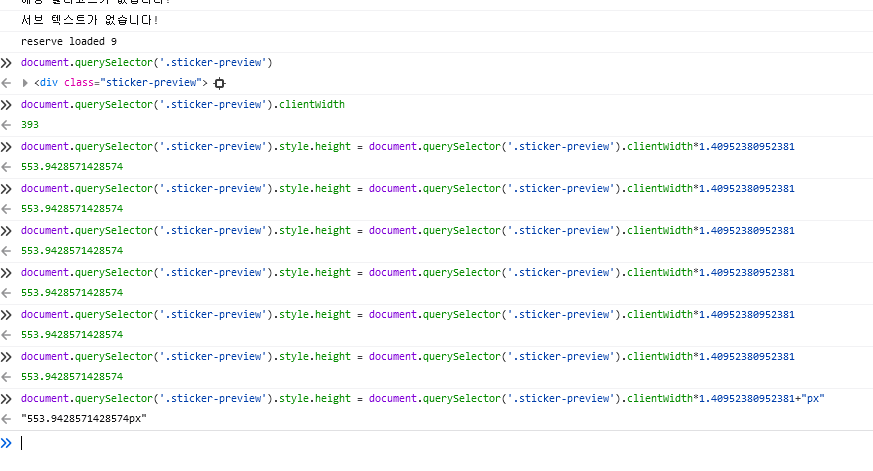 서브 텍스트가 없습니다!
reserve loaded 9
document.querySelector('.sticker-preview')
<div class="sticker-preview">
document.querySelector('.sticker-preview').clientWidth
393
document.querySelector('.sticker-preview').style.height = document.querySelector('.sticker-preview').clientWidth*1.40952380952381
553.9428571428574
document.querySelector('.sticker-preview').style.height = document.querySelector('.sticker-preview').clientWidth*1.40952380952381
553.9428571428574
document.querySelector('.sticker-preview').style.height = document.querySelector('.sticker-preview').clientWidth*1.40952380952381
553.9428571428574
document.querySelector('.sticker-preview').style.height = document.querySelector('.sticker-preview').clientWidth*1.40952380952381
553.9428571428574
document.querySelector('.sticker-preview').style.height = document.querySelector('.sticker-preview').clientWidth*1.40952380952381
553.9428571428574
document.querySelector('.sticker-preview').style.height = document.querySelector('.sticker-preview').clientWidth*1.40952380952381
553.9428571428574
document.querySelector('.sticker-preview').style.height = document.querySelector('.sticker-preview').clientWidth*1.40952380952381+"px"
"553.9428571428574px"